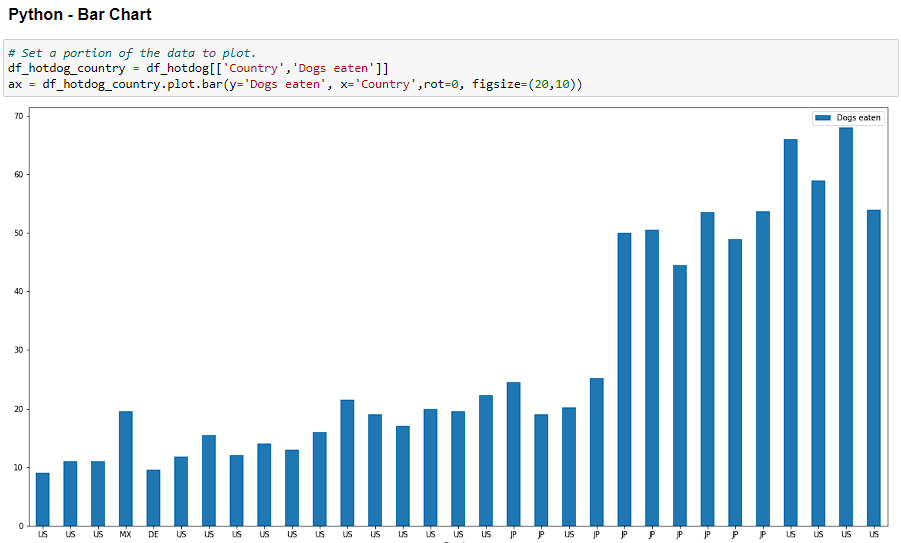 Python - Bar Chart
# Set a portion of the data to plot.
df_hotdog_country = df_hotdog[['Country','Dogs eaten']]
ax = df_hotdog_country.plot.bar(y='Dogs eaten', x='Country',rot=0, figsize=(20,10))
Dogs eaten
70
60
50
40
30
20
10
0
US US US MX DE US US US US US US US US US US US US JP JP US JP JP JP JP JP JP JP US US US US